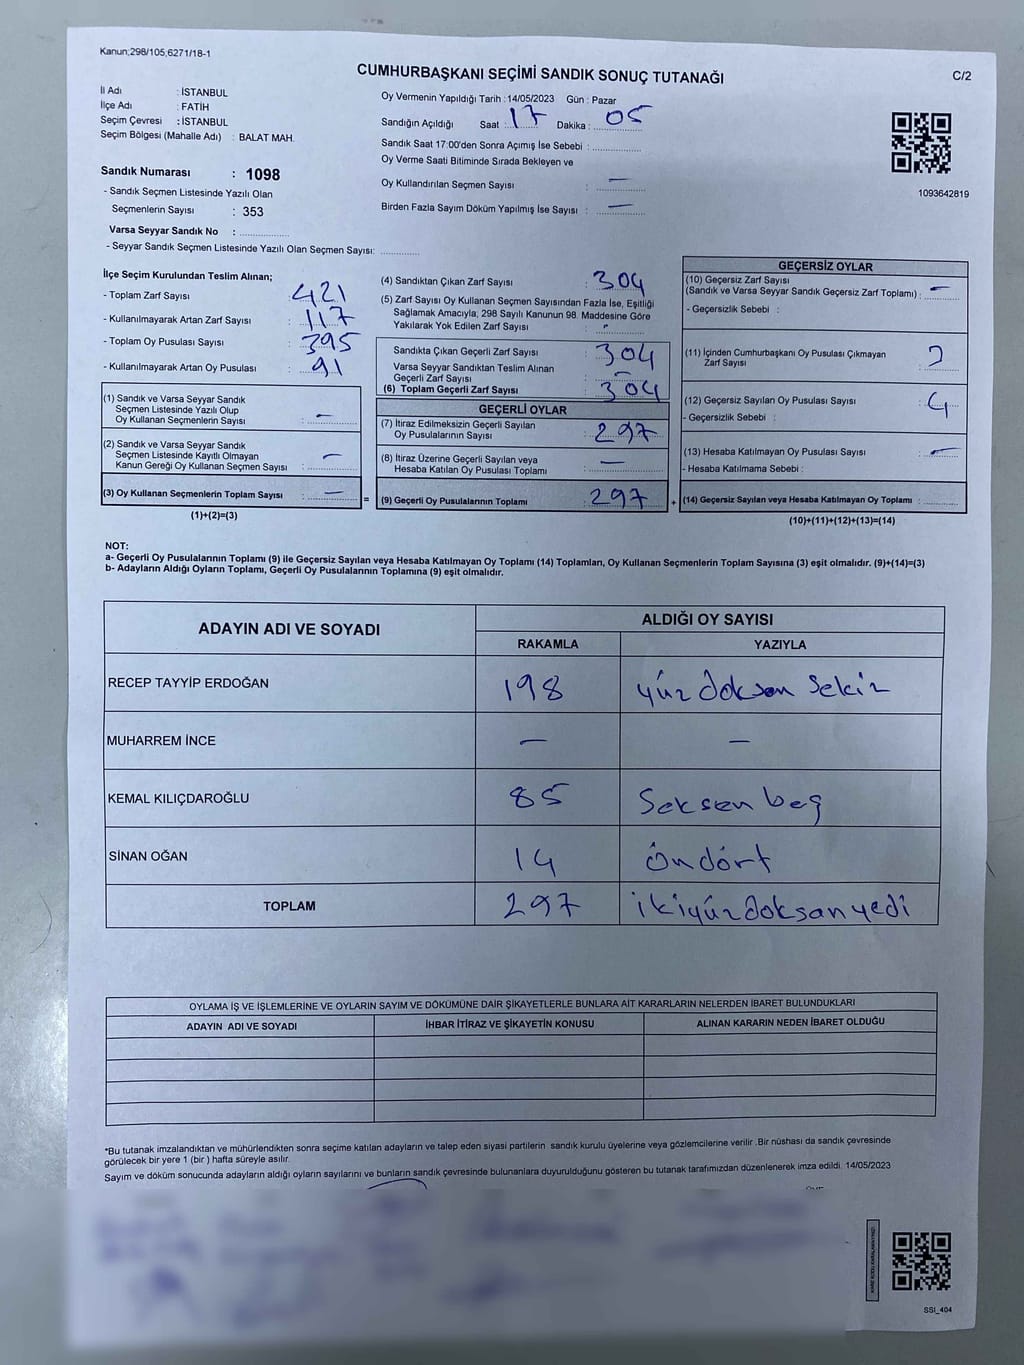 Kanun;298/105;6271/18-1
CUMHURBAŞKANI SEÇİMİ SANDIK SONUÇ TUTANAĞI
C/2
İl Adı : İSTANBUL
İlçe Adı : FATİH
Seçim Çevresi : İSTANBUL
Seçim Bölgesi (Mahalle Adı) : BALAT MAH.
Oy Vermenin Yapıldığı Tarih : 14/05/2023 Gün : Pazar
Sandığın Açıldığı Saat : 17 Dakika : 05
Sandık Saat 17:00'den Sonra Açımış İse Sebebi :
Oy Verme Saati Bitiminde Sırada Bekleyen ve
Oy Kullandırılan Seçmen Sayısı : —
Birden Fazla Sayım Döküm Yapılmış İse Sayısı : —
1093642819
Sandık Numarası : 1098
- Sandık Seçmen Listesinde Yazılı Olan
Seçmenlerin Sayısı : 353
Varsa Seyyar Sandık No :
- Seyyar Sandık Seçmen Listesinde Yazılı Olan Seçmen Sayısı:
İlçe Seçim Kurulundan Teslim Alınan;
- Toplam Zarf Sayısı : 421
- Kullanılmayarak Artan Zarf Sayısı : 117
- Toplam Oy Pusulası Sayısı : 395
- Kullanılmayarak Artan Oy Pusulası : 91
(1) Sandık ve Varsa Seyyar Sandık
Seçmen Listesinde Yazılı Olup
Oy Kullanan Seçmenlerin Sayısı : —
(2) Sandık ve Varsa Seyyar Sandık
Seçmen Listesinde Kayıtlı Olmayan
Kanun Gereği Oy Kullanan Seçmen Sayısı : —
(3) Oy Kullanan Seçmenlerin Toplam Sayısı : —
(1)+(2)=(3)
=
(4) Sandıktan Çıkan Zarf Sayısı : 304
(5) Zarf Sayısı Oy Kullanan Seçmen Sayısından Fazla İse, Eşitliği
Sağlamak Amacıyla, 298 Sayılı Kanunun 98. Maddesine Göre
Yakılarak Yok Edilen Zarf Sayısı :
Sandıkta Çıkan Geçerli Zarf Sayısı : 304
Varsa Seyyar Sandıktan Teslim Alınan
Geçerli Zarf Sayısı : —
(6) Toplam Geçerli Zarf Sayısı : 304
GEÇERLİ OYLAR
(7) İtiraz Edilmeksizin Geçerli Sayılan
Oy Pusulalarının Sayısı : 297
(8) İtiraz Üzerine Geçerli Sayılan veya
Hesaba Katılan Oy Pusulası Toplamı : —
(9) Geçerli Oy Pusulalarının Toplamı : 297
+
GEÇERSİZ OYLAR
(10) Geçersiz Zarf Sayısı
(Sandık ve Varsa Seyyar Sandık Geçersiz Zarf Toplamı) : —
- Geçersizlik Sebebi :
(11) İçinden Cumhurbaşkanı Oy Pusulası Çıkmayan
Zarf Sayısı :
(12) Geçersiz Sayılan Oy Pusulası Sayısı : 4
- Geçersizlik Sebebi :
(13) Hesaba Katılmayan Oy Pusulası Sayısı : —
- Hesaba Katılmama Sebebi :
(14) Geçersiz Sayılan veya Hesaba Katılmayan Oy Toplamı :
(10)+(11)+(12)+(13)=(14)
NOT:
a- Geçerli Oy Pusulalarının Toplamı (9) ile Geçersiz Sayılan veya Hesaba Katılmayan Oy Toplamı (14) Toplamları, Oy Kullanan Seçmenlerin Toplam Sayısına (3) eşit olmalıdır. (9)+(14)=(3)
b- Adayların Aldığı Oyların Toplamı, Geçerli Oy Pusulalarının Toplamına (9) eşit olmalıdır.
ADAYIN ADI VE SOYADI
ALDIĞI OY SAYISI
RAKAMLA YAZIYLA
RECEP TAYYİP ERDOĞAN 198 yüz doksan sekiz
MUHARREM İNCE — —
KEMAL KILIÇDAROĞLU 85 Seksen beş
SİNAN OĞAN 14 öndört
TOPLAM 297 ikiyüzdoksanyedi
OYLAMA İŞ VE İŞLEMLERİNE VE OYLARIN SAYIM VE DÖKÜMÜNE DAİR ŞİKAYETLERLE BUNLARA AİT KARARLARIN NELERDEN İBARET BULUNDUKLARI
ADAYIN ADI VE SOYADI İHBAR İTİRAZ VE ŞİKAYETİN KONUSU ALINAN KARARIN NEDEN İBARET OLDUĞU
*Bu tutanak imzalandıktan ve mühürlendikten sonra seçime katılan adayların ve talep eden siyasi partilerin sandık kurulu üyelerine veya gözlemcilerine verilir .Bir nüshası da sandık çevresinde
görülecek bir yere 1 (bir ) hafta süreyle asılır.
Sayım ve döküm sonucunda adayların aldığı oyların sayılarını ve bunların sandık çevresinde bulunanlara duyurulduğunu gösteren bu tutanak tarafımızdan düzenlenerek imza edildi. 14/05/2023
KARE KODU KARALAMAYINIZ!
SSI_404